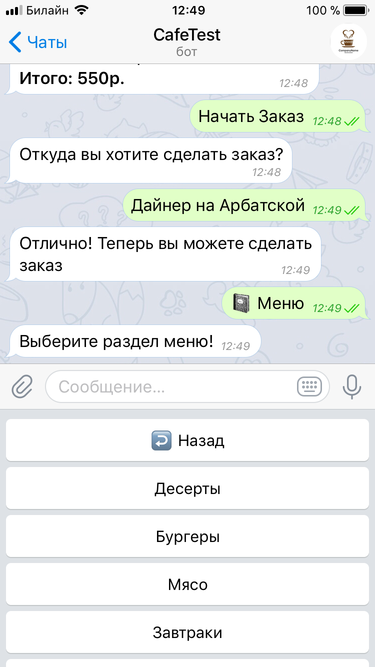 Билайн 12:49 100 %
Чаты
CafeTest
бот
Итого: 550р. 12:48
Начать Заказ 12:48
Откуда вы хотите сделать заказ?
12:48
Дайнер на Арбатской 12:49
Отлично! Теперь вы можете сделать
заказ 12:49
Меню 12:49
Выберите раздел меню! 12:49
Сообщение...
Назад
Десерты
Бургеры
Мясо
Завтраки